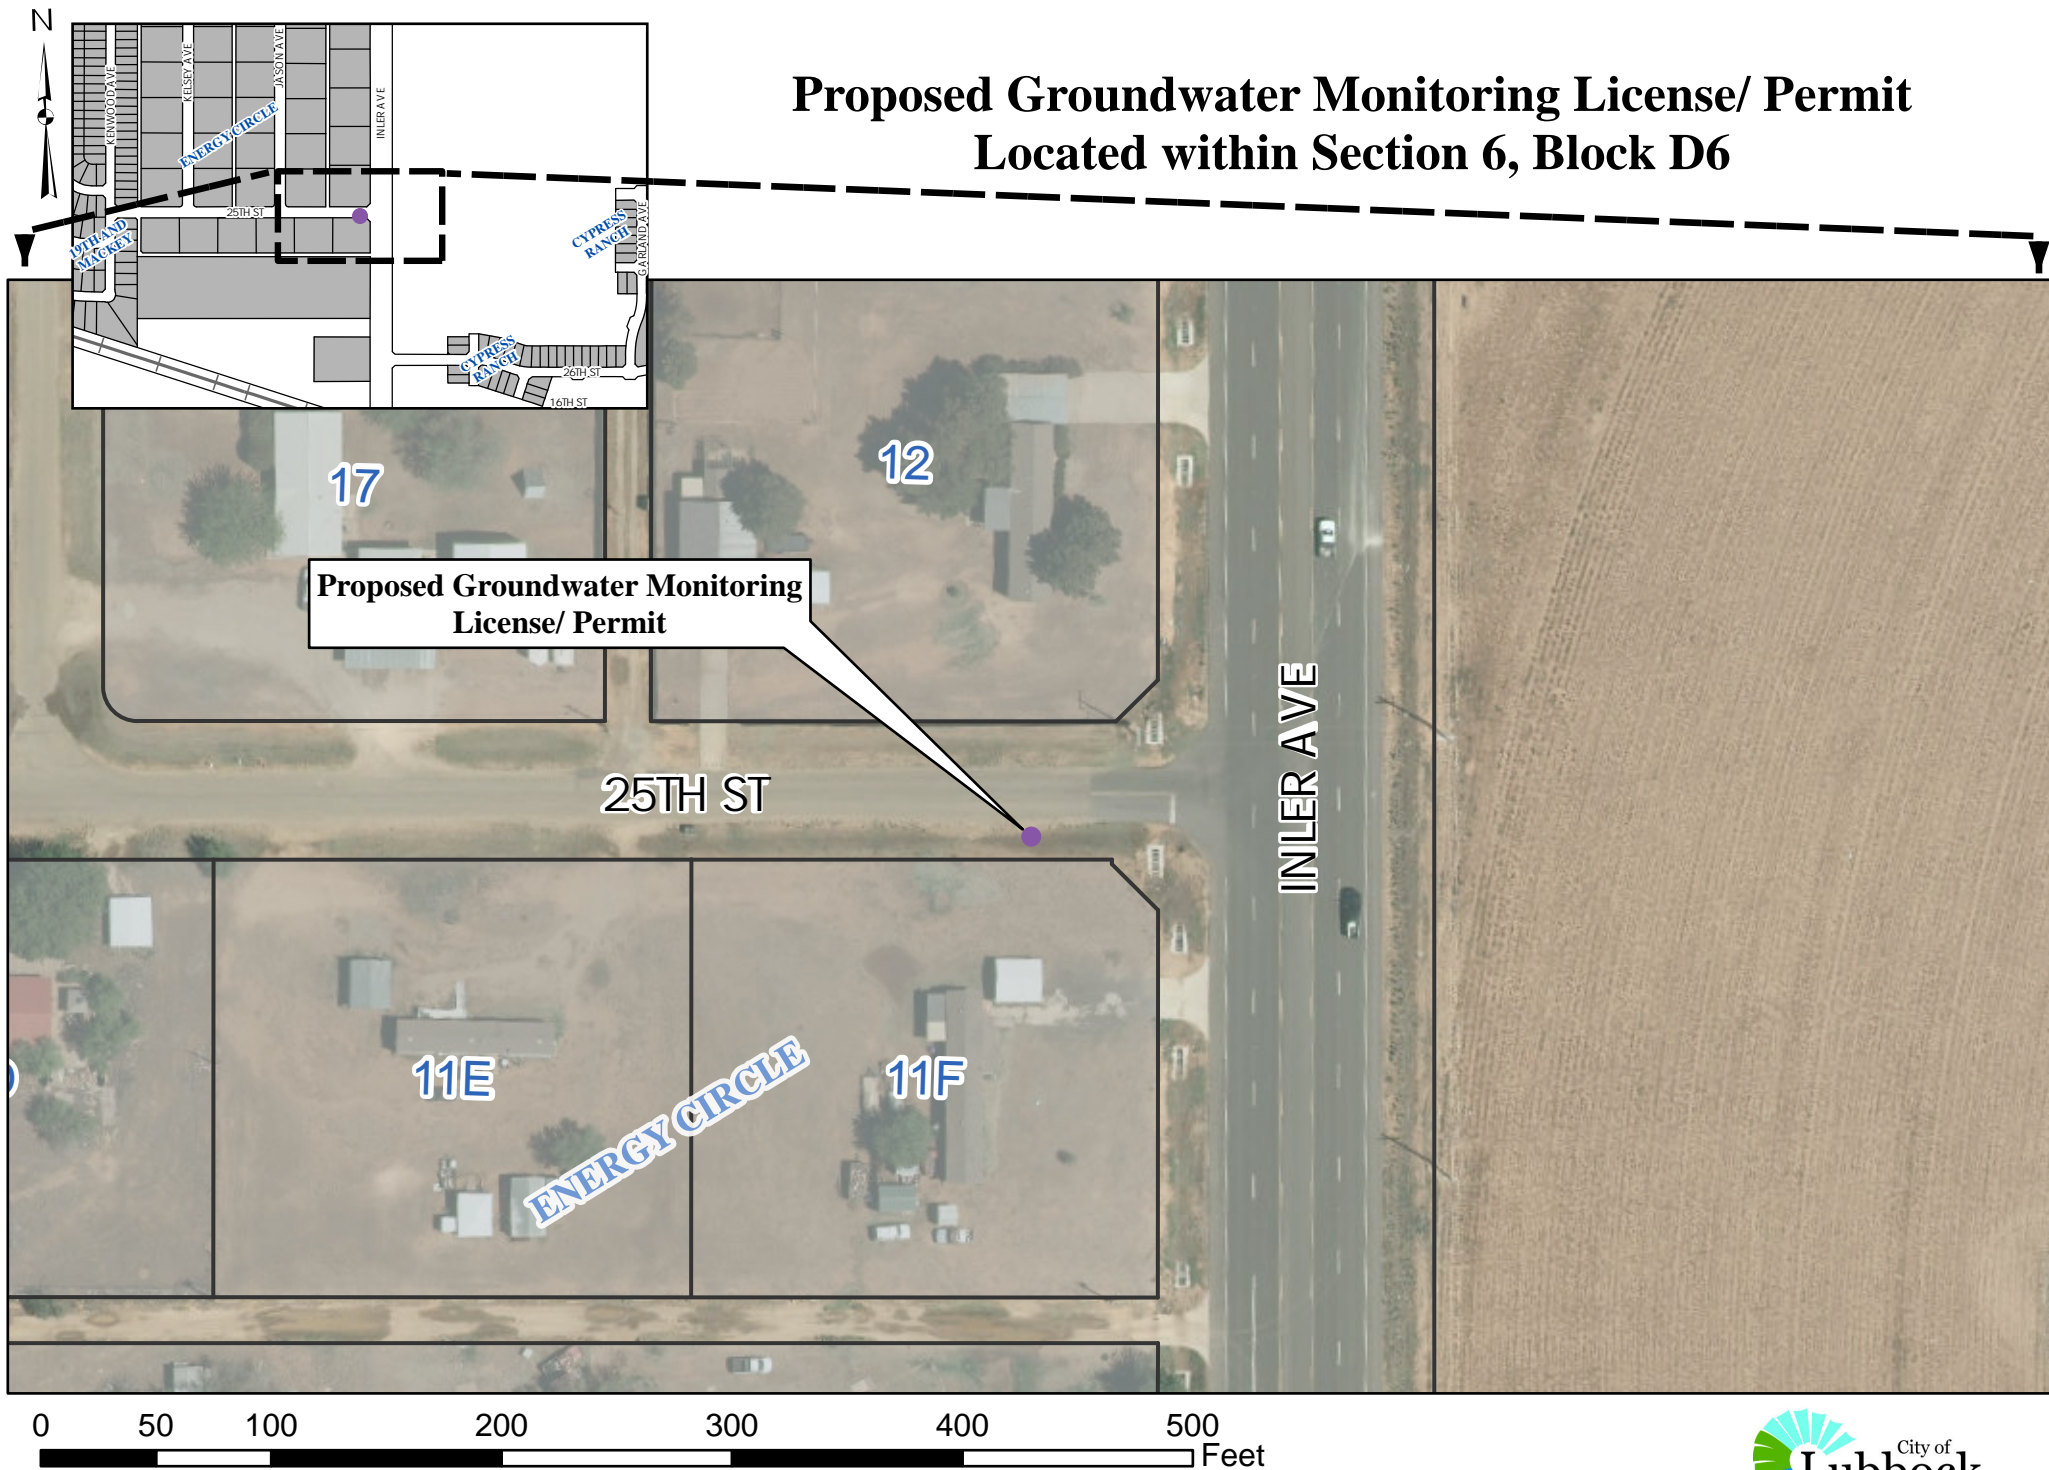 N
Proposed Groundwater Monitoring License/ Permit
Located within Section 6, Block D6
KENWOOD AVE
KELSEY AVE
JASON AVE
INLER AVE
ENERGY CIRCLE
25TH ST
19TH AND
MACKEY
CYPRESS
RANCH
GARLAND AVE
CYPRESS
RANCH
26TH ST
16TH ST
17
12
Proposed Groundwater Monitoring
License/ Permit
25TH ST
INLER AVE
11E
11F
ENERGY CIRCLE
0 50 100 200 300 400 500
Feet
City of
Lubbock